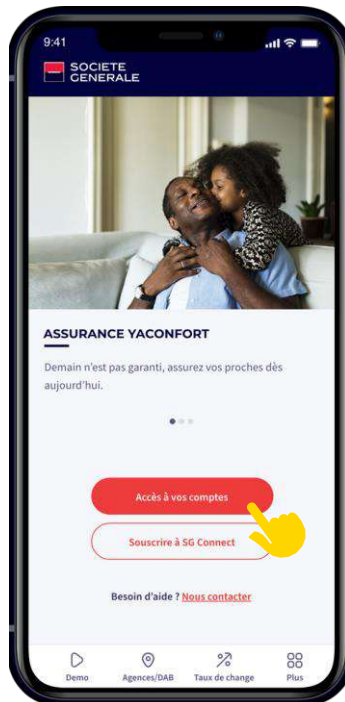 9:41
SOCIETE
GENERALE
ASSURANCE YACONFORT
Demain n'est pas garanti, assurez vos proches dès
aujourd'hui.
Accès à vos comptes
Souscrire à SG Connect
Besoin d'aide ? Nous contacter
Demo Agences/DAB Taux de change Plus